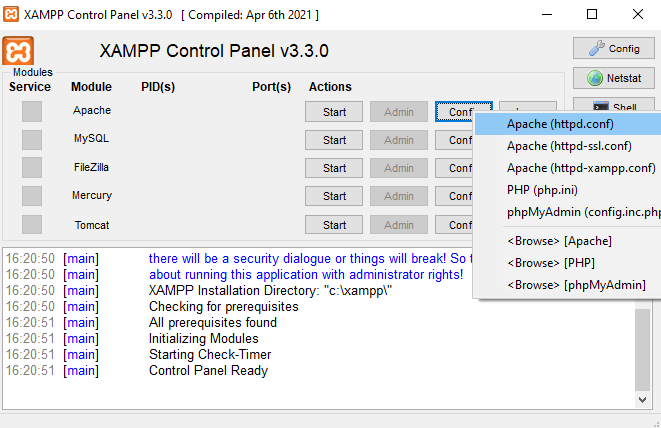 XAMPP Control Panel v3.3.0 [ Compiled: Apr 6th 2021 ]
XAMPP Control Panel v3.3.0
Config
Netstat
Shell
Modules
Service Module PID(s) Port(s) Actions
Apache Start Admin
MySQL Start Admin
FileZilla Start Admin
Mercury Start Admin
Tomcat Start Admin
Apache (httpd.conf)
Apache (httpd-ssl.conf)
Apache (httpd-xampp.conf)
PHP (php.ini)
phpMyAdmin (config.inc.php
<Browse> [Apache]
<Browse> [PHP]
<Browse> [phpMyAdmin]
16:20:50 [main] there will be a security dialogue or things will break! So
16:20:50 [main] about running this application with administrator rights!
16:20:50 [main] XAMPP Installation Directory: "c:\xampp\"
16:20:50 [main] Checking for prerequisites
16:20:51 [main] All prerequisites found
16:20:51 [main] Initializing Modules
16:20:51 [main] Starting Check-Timer
16:20:51 [main] Control Panel Ready